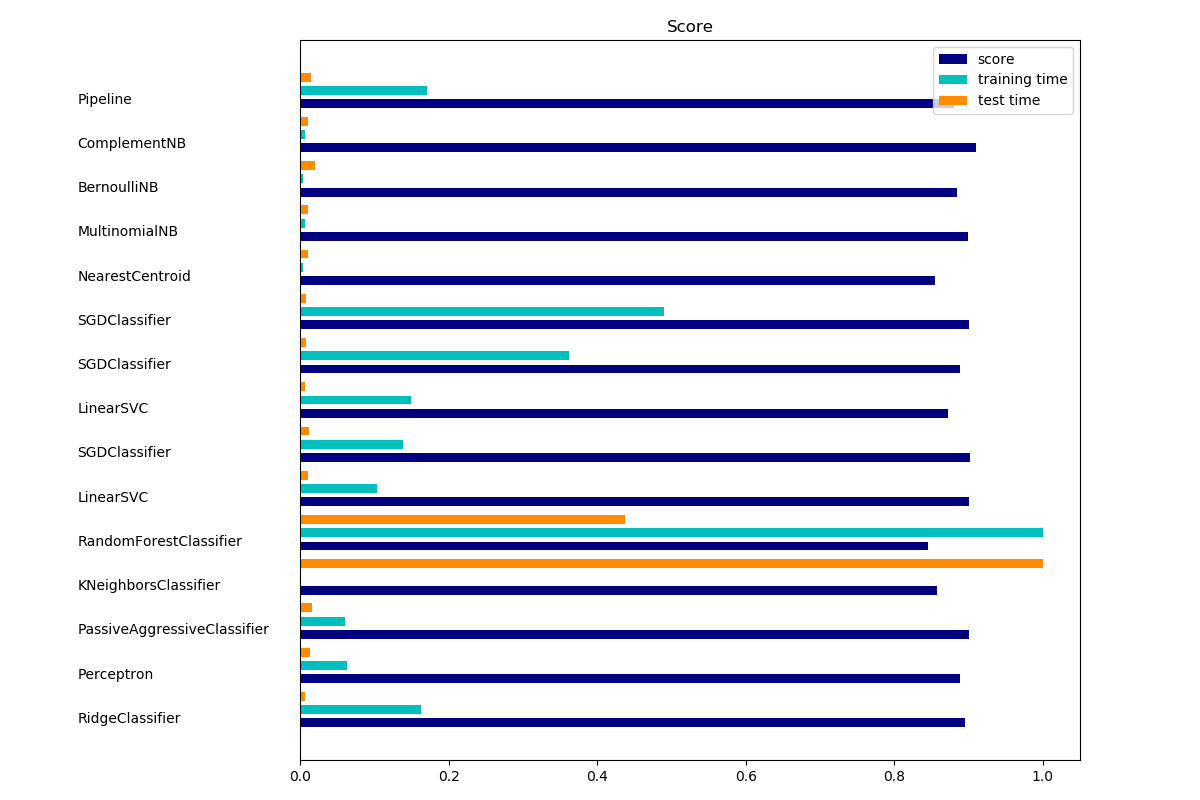 Score
score
training time
test time
Pipeline
ComplementNB
BernoulliNB
MultinomialNB
NearestCentroid
SGDClassifier
SGDClassifier
LinearSVC
SGDClassifier
LinearSVC
RandomForestClassifier
KNeighborsClassifier
PassiveAggressiveClassifier
Perceptron
RidgeClassifier
0.0 0.2 0.4 0.6 0.8 1.0